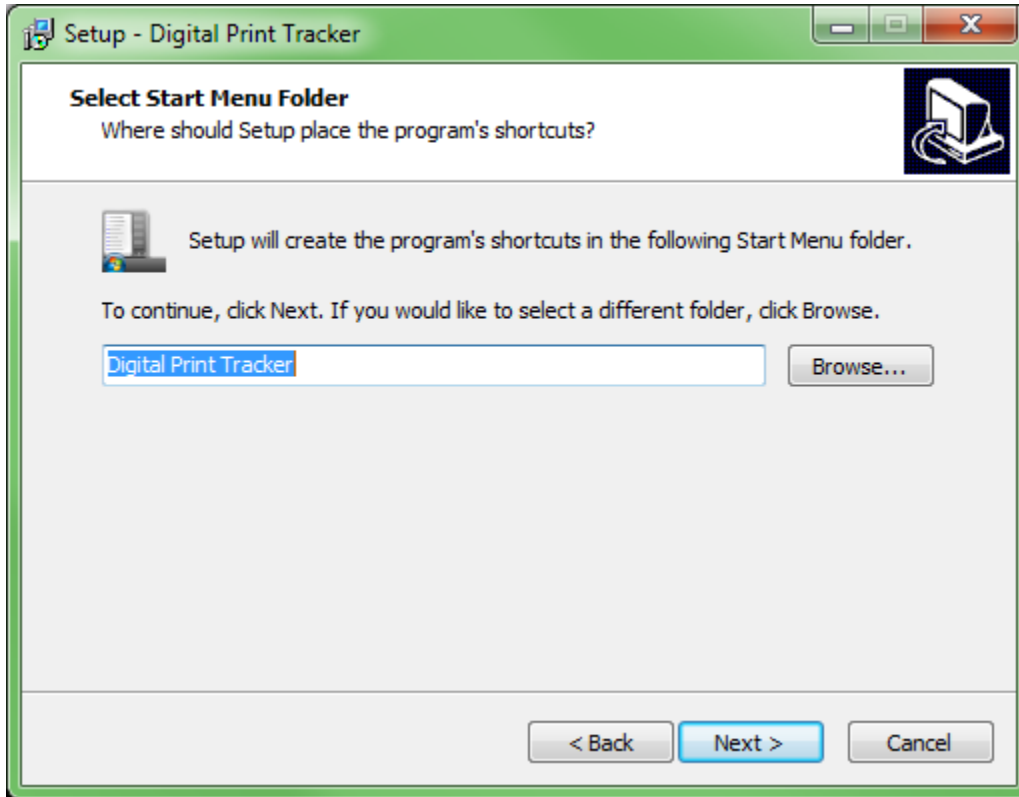 Setup - Digital Print Tracker
Select Start Menu Folder
Where should Setup place the program's shortcuts?
Setup will create the program's shortcuts in the following Start Menu folder.
To continue, click Next. If you would like to select a different folder, click Browse.
Digital Print Tracker
Browse...
< Back
Next >
Cancel